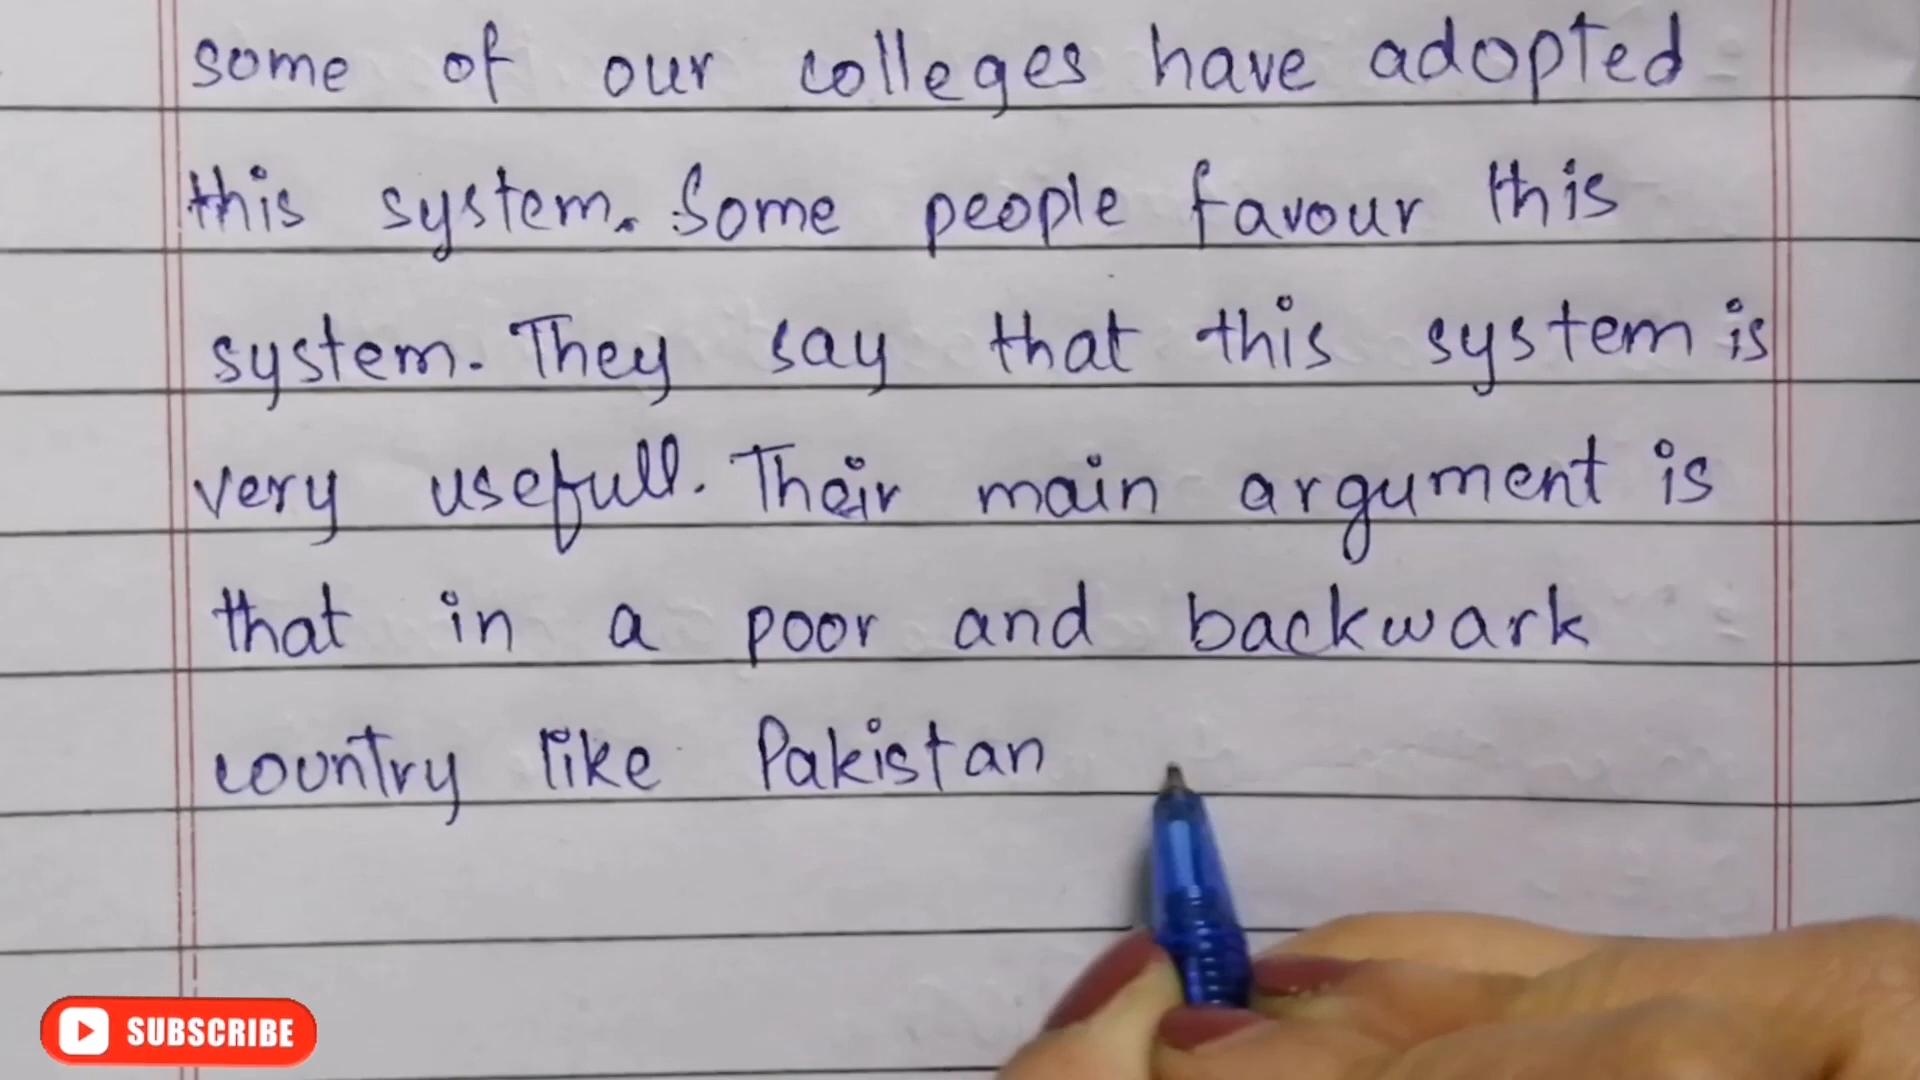 some of our colleges have adopted
this system. Some people favour this
system. They say that this system is
very usefull. Their main argument is
that in a poor and backwark
country like Pakistan
SUBSCRIBE